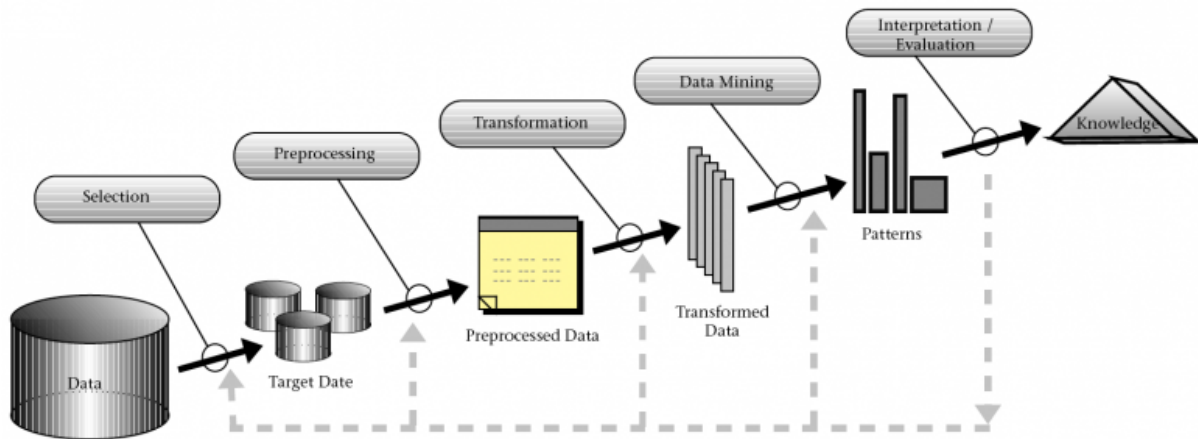 Interpretation /
Evaluation
Data Mining
Transformation
Preprocessing
Selection
Knowledge
Patterns
Transformed
Data
Preprocessed Data
Target Date
Data